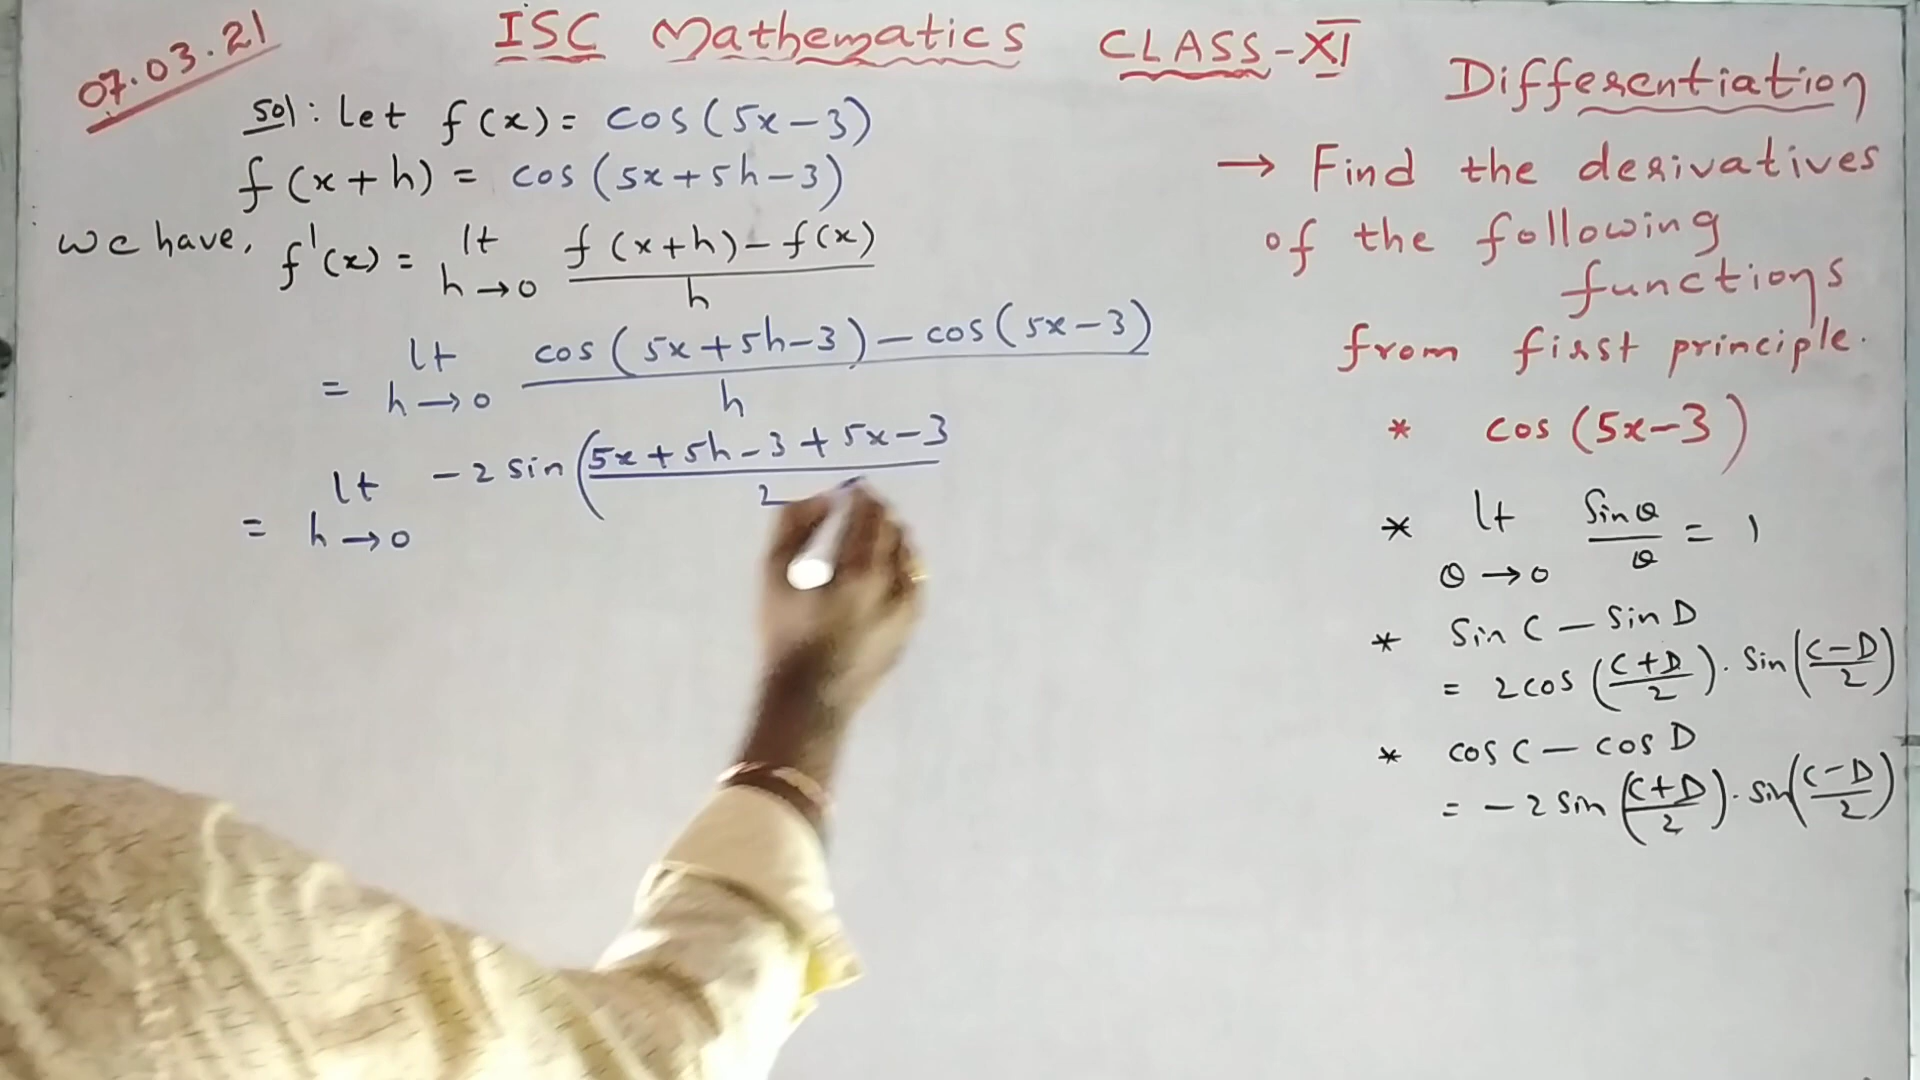 07.03.21
ISC Mathematics CLASS-XI
Differentiation
sol: Let f(x) = cos(5x-3)
f(x+h) = cos(5x+5h-3)
we have, f'(x) = lt h→0 f(x+h)-f(x) / h
= lt h→0 cos(5x+5h-3)-cos(5x-3) / h
= lt h→0 -2 sin(5x+5h-3+5x-3 / 2
→ Find the derivatives
of the following
functions
from first principle.
* cos(5x-3)
* lt θ→0 Sinθ/θ = 1
* Sin C - Sin D
= 2cos(C+D/2). Sin(C-D/2)
* cos C - cos D
= -2 Sin(C+D/2). Sin(C-D/2)